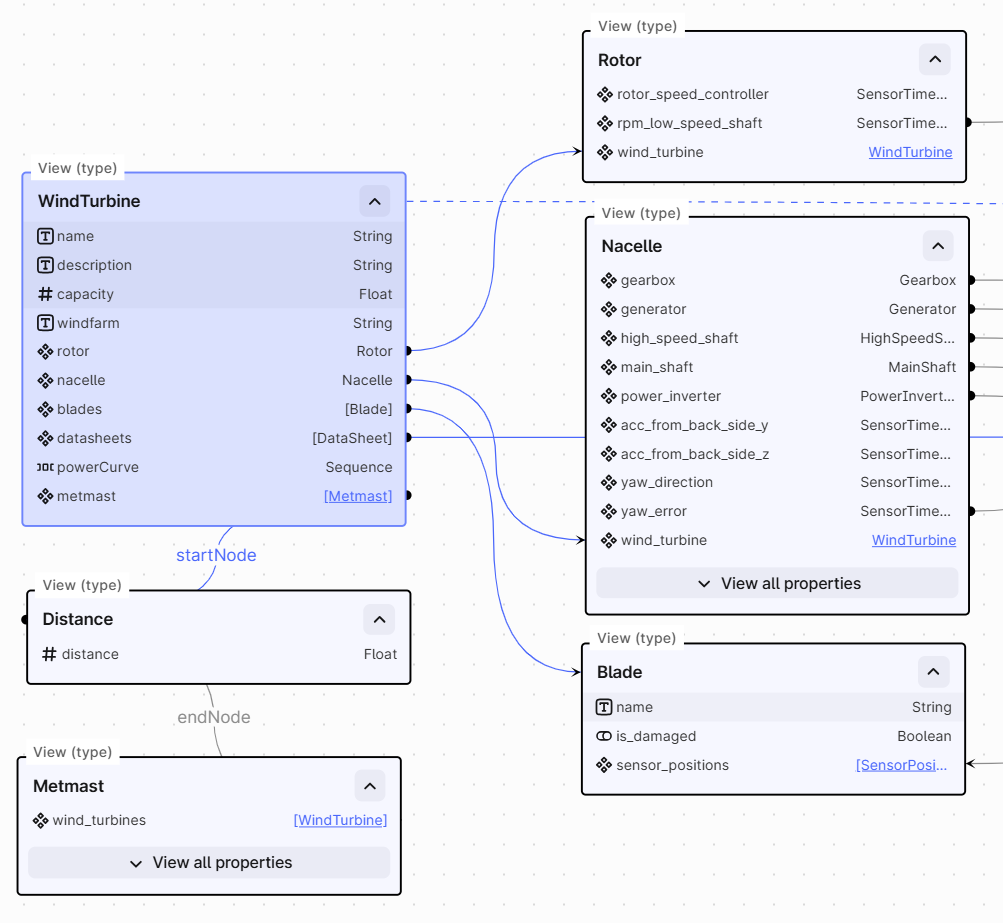 View (type)
WindTurbine
name String
description String
capacity Float
windfarm String
rotor Rotor
nacelle Nacelle
blades [Blade]
datasheets [DataSheet]
powerCurve Sequence
metmast [Metmast]
startNode
View (type)
Distance
distance Float
endNode
View (type)
Metmast
wind_turbines [WindTurbine]
View all properties
View (type)
Rotor
rotor_speed_controller SensorTime...
rpm_low_speed_shaft SensorTime...
wind_turbine WindTurbine
View (type)
Nacelle
gearbox Gearbox
generator Generator
high_speed_shaft HighSpeedS...
main_shaft MainShaft
power_inverter PowerInvert...
acc_from_back_side_y SensorTime...
acc_from_back_side_z SensorTime...
yaw_direction SensorTime...
yaw_error SensorTime...
wind_turbine WindTurbine
View all properties
View (type)
Blade
name String
is_damaged Boolean
sensor_positions [SensorPosi...